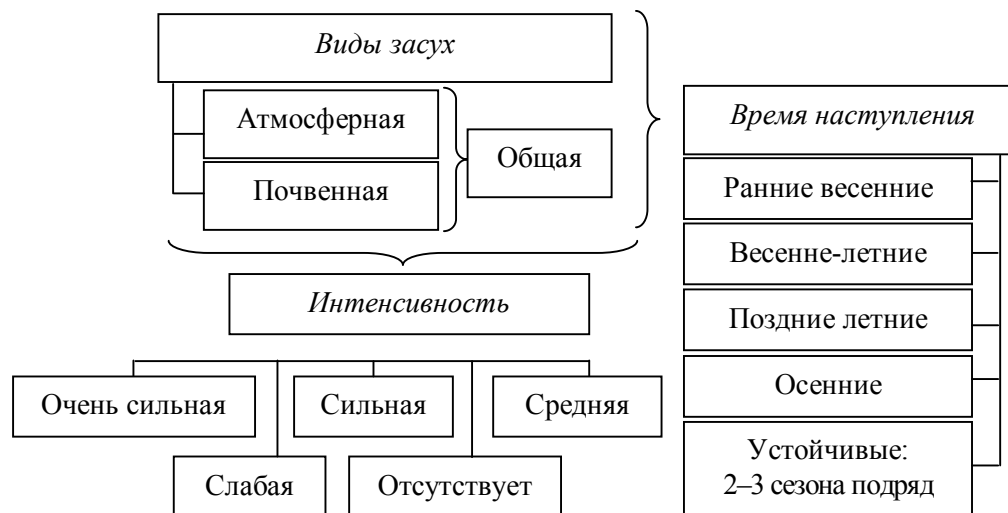 Виды засух
Атмосферная
Почвенная
Общая
Время наступления
Ранние весенние
Весенне-летние
Поздние летние
Осенние
Устойчивые:
2–3 сезона подряд
Интенсивность
Очень сильная
Сильная
Средняя
Слабая
Отсутствует